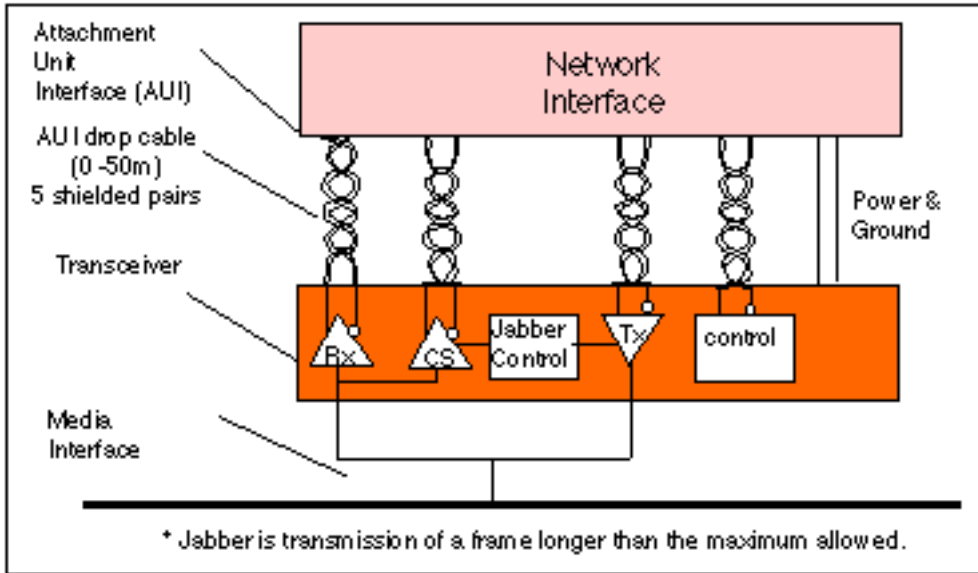 Attachment
Unit
Interface (AUI)
Network
Interface
AUI drop cable
(0 -50m)
5 shielded pairs
Power &
Ground
Transceiver
Rx
CS
Jabber
Control
Tx
control
Media
Interface
* Jabber is transmission of a frame longer than the maximum allowed.